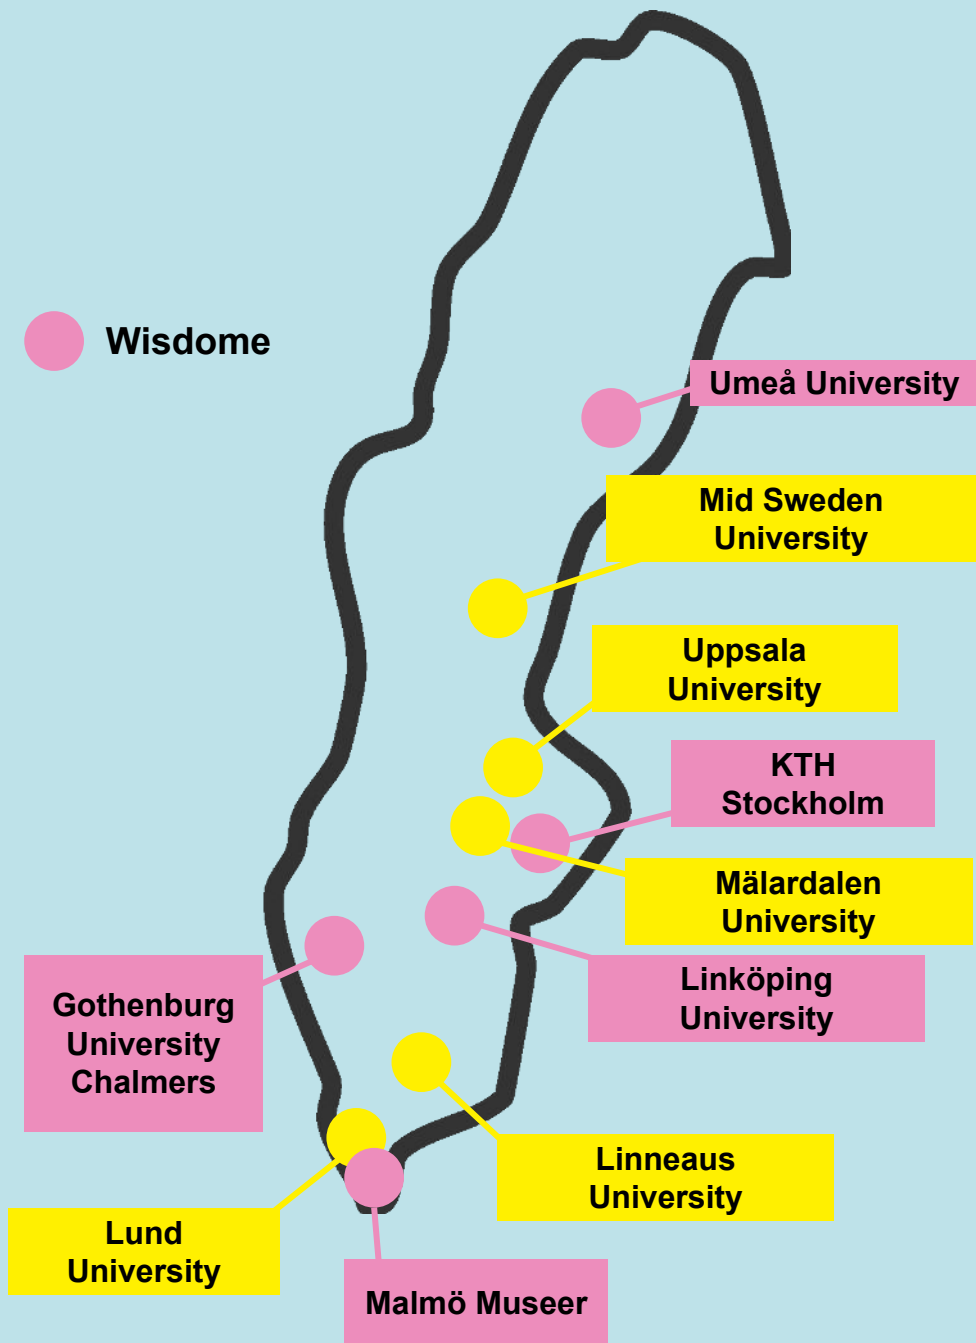 Wisdome
Umeå University
Mid Sweden
University
Uppsala
University
KTH
Stockholm
Mälardalen
University
Linköping
University
Gothenburg
University
Chalmers
Linneaus
University
Lund
University
Malmö Museer